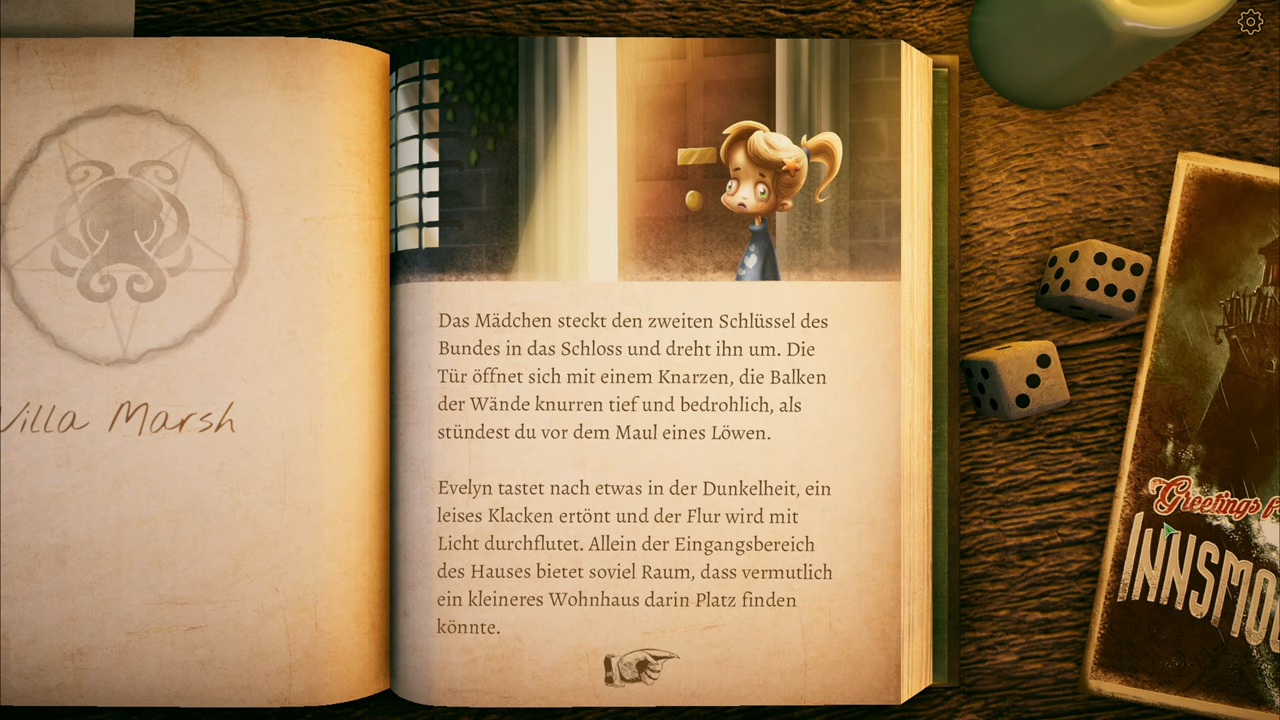 Villa Marsh
Das Mädchen steckt den zweiten Schlüssel des
Bundes in das Schloss und dreht ihn um. Die
Tür öffnet sich mit einem Knarzen, die Balken
der Wände knurren tief und bedrohlich, als
stündest du vor dem Maul eines Löwen.
Evelyn tastet nach etwas in der Dunkelheit, ein
leises Klacken ertönt und der Flur wird mit
Licht durchflutet. Allein der Eingangsbereich
des Hauses bietet soviel Raum, dass vermutlich
ein kleineres Wohnhaus darin Platz finden
könnte.
Greetings